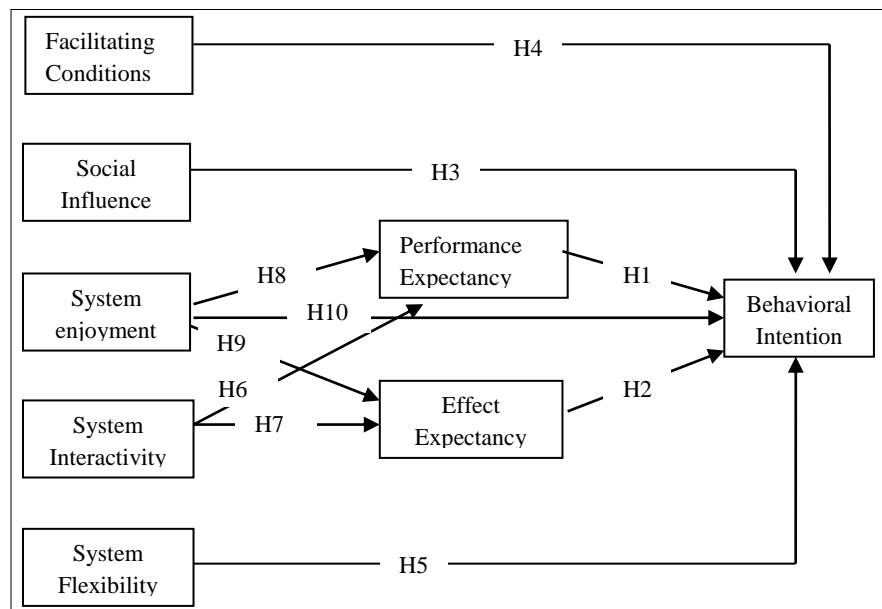 Facilitating
Conditions
H4
Social
Influence
H3
Performance
Expectancy
H8
H1
System
enjoyment
H10
Behavioral
Intention
H9
H6
Effect
Expectancy
H2
System
Interactivity
H7
System
Flexibility
H5